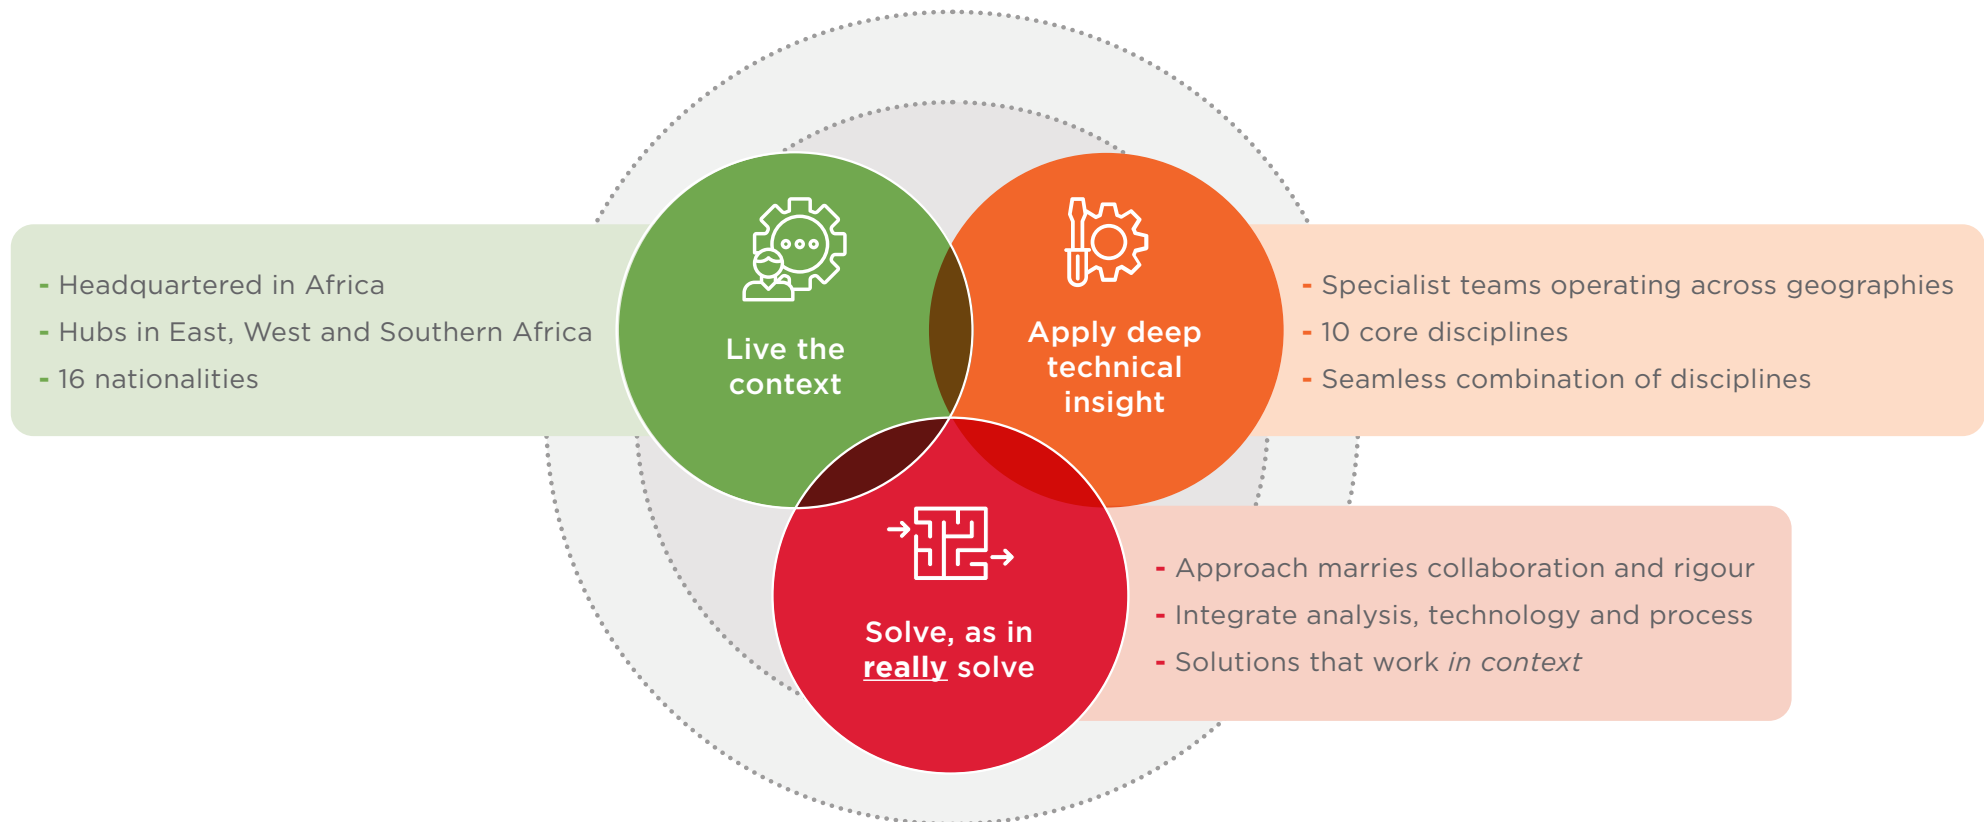 - Headquartered in Africa
- Hubs in East, West and Southern Africa
- 16 nationalities
Live the
context
Apply deep
technical
insight
- Specialist teams operating across geographies
- 10 core disciplines
- Seamless combination of disciplines
Solve, as in
really solve
- Approach marries collaboration and rigour
- Integrate analysis, technology and process
- Solutions that work in context